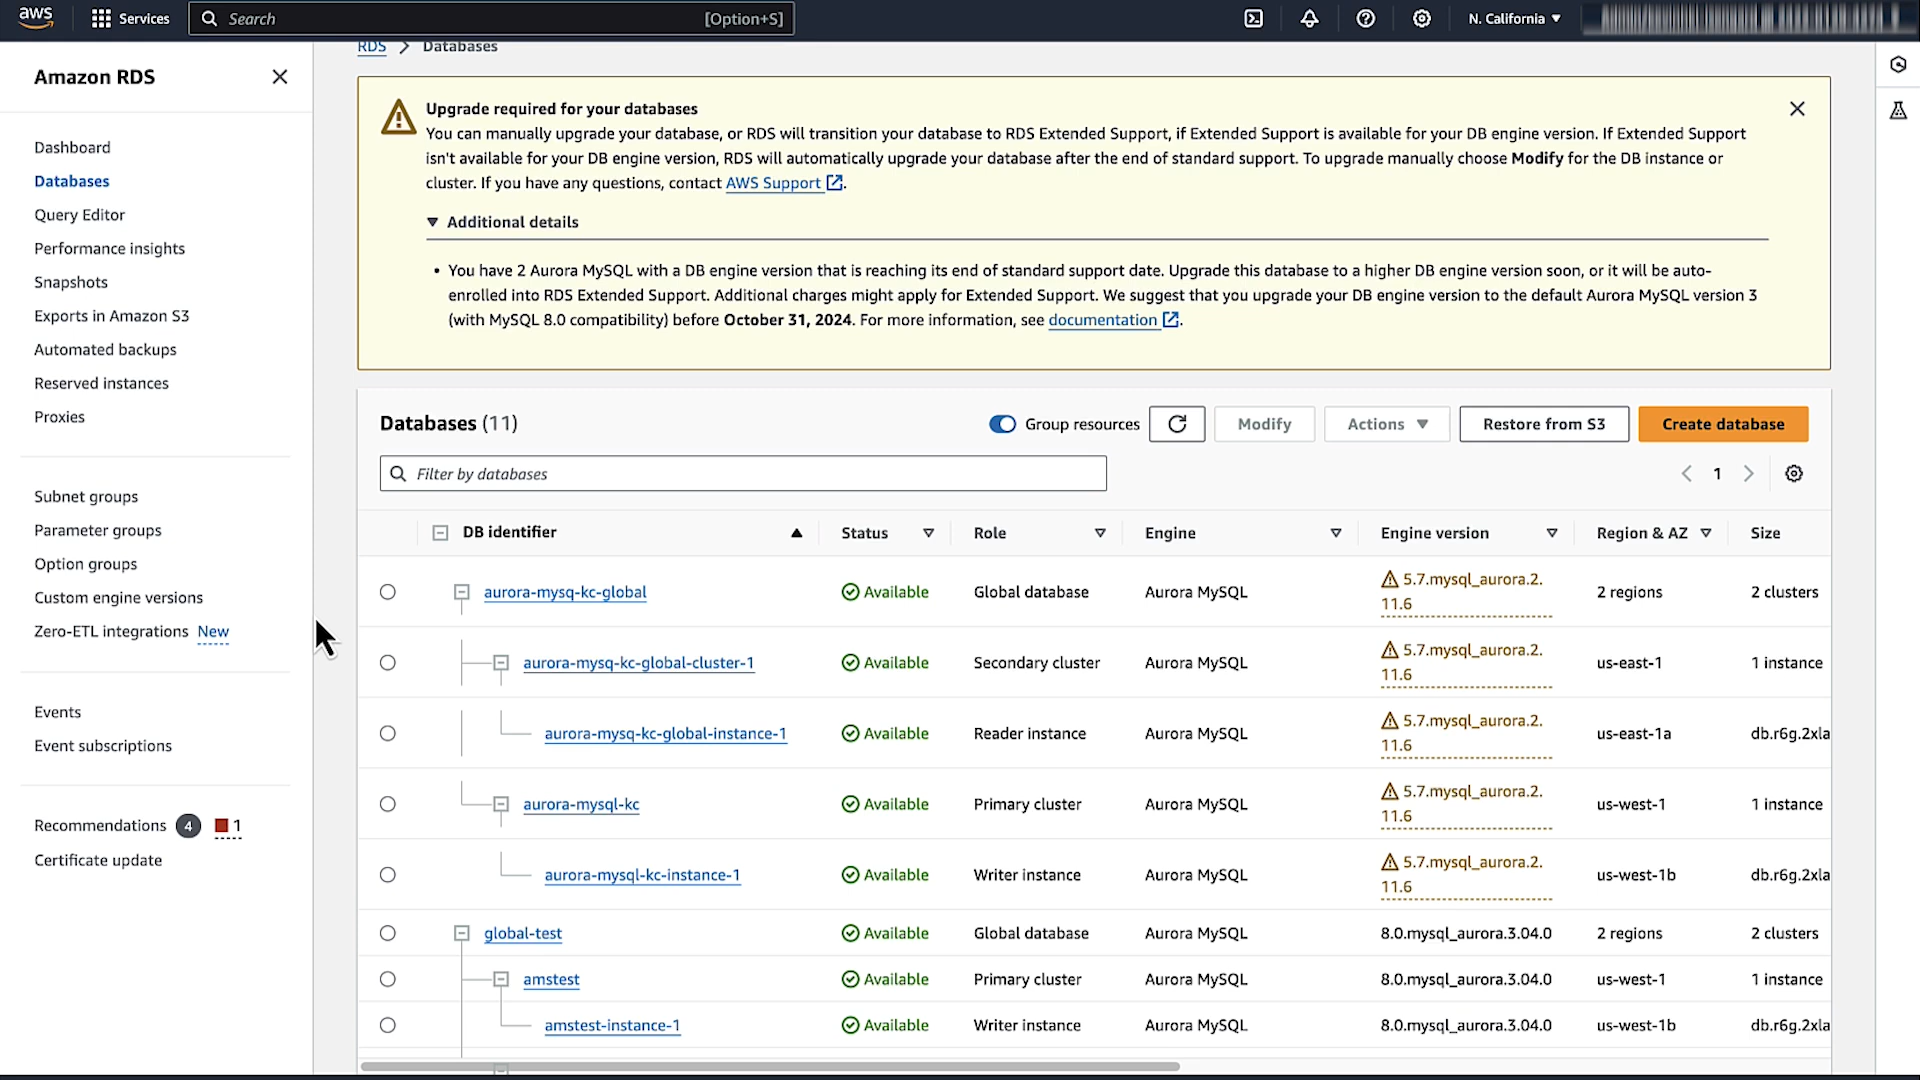 aws
Services
Search
[Option+S]
N. California ▼
RDS > Databases
Amazon RDS
Dashboard
Databases
Query Editor
Performance insights
Snapshots
Exports in Amazon S3
Automated backups
Reserved instances
Proxies
Subnet groups
Parameter groups
Option groups
Custom engine versions
Zero-ETL integrations New
Events
Event subscriptions
Recommendations 4 1
Certificate update
Upgrade required for your databases
You can manually upgrade your database, or RDS will transition your database to RDS Extended Support, if Extended Support is available for your DB engine version. If Extended Support
isn't available for your DB engine version, RDS will automatically upgrade your database after the end of standard support. To upgrade manually choose Modify for the DB instance or
cluster. If you have any questions, contact AWS Support.
▼ Additional details
• You have 2 Aurora MySQL with a DB engine version that is reaching its end of standard support date. Upgrade this database to a higher DB engine version soon, or it will be auto-
enrolled into RDS Extended Support. Additional charges might apply for Extended Support. We suggest that you upgrade your DB engine version to the default Aurora MySQL version 3
(with MySQL 8.0 compatibility) before October 31, 2024. For more information, see documentation.
Databases (11)
Group resources
Modify
Actions ▼
Restore from S3
Create database
Filter by databases
< 1 >
DB identifier Status Role Engine Engine version Region & AZ Size
aurora-mysq-kc-global Available Global database Aurora MySQL 5.7.mysql_aurora.2. 2 regions 2 clusters
11.6
aurora-mysq-kc-global-cluster-1 Available Secondary cluster Aurora MySQL 5.7.mysql_aurora.2. us-east-1 1 instance
11.6
aurora-mysq-kc-global-instance-1 Available Reader instance Aurora MySQL 5.7.mysql_aurora.2. us-east-1a db.r6g.2xla
11.6
aurora-mysql-kc Available Primary cluster Aurora MySQL 5.7.mysql_aurora.2. us-west-1 1 instance
11.6
aurora-mysql-kc-instance-1 Available Writer instance Aurora MySQL 5.7.mysql_aurora.2. us-west-1b db.r6g.2xla
11.6
global-test Available Global database Aurora MySQL 8.0.mysql_aurora.3.04.0 2 regions 2 clusters
amstest Available Primary cluster Aurora MySQL 8.0.mysql_aurora.3.04.0 us-west-1 1 instance
amstest-instance-1 Available Writer instance Aurora MySQL 8.0.mysql_aurora.3.04.0 us-west-1b db.r6g.2xla